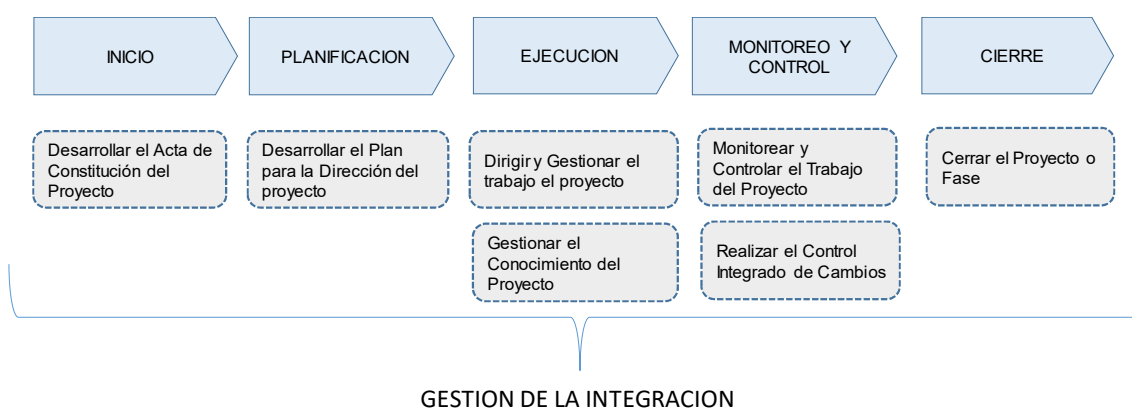 INICIO
PLANIFICACION
EJECUCION
MONITOREO Y
CONTROL
CIERRE
Desarrollar el Acta de
Constitución del
Proyecto
Desarrollar el Plan
para la Dirección del
proyecto
Dirigir y Gestionar el
trabajo el proyecto
Monitorear y
Controlar el Trabajo
del Proyecto
Cerrar el Proyecto o
Fase
Gestionar el
Conocimiento del
Proyecto
Realizar el Control
Integrado de Cambios
GESTION DE LA INTEGRACION